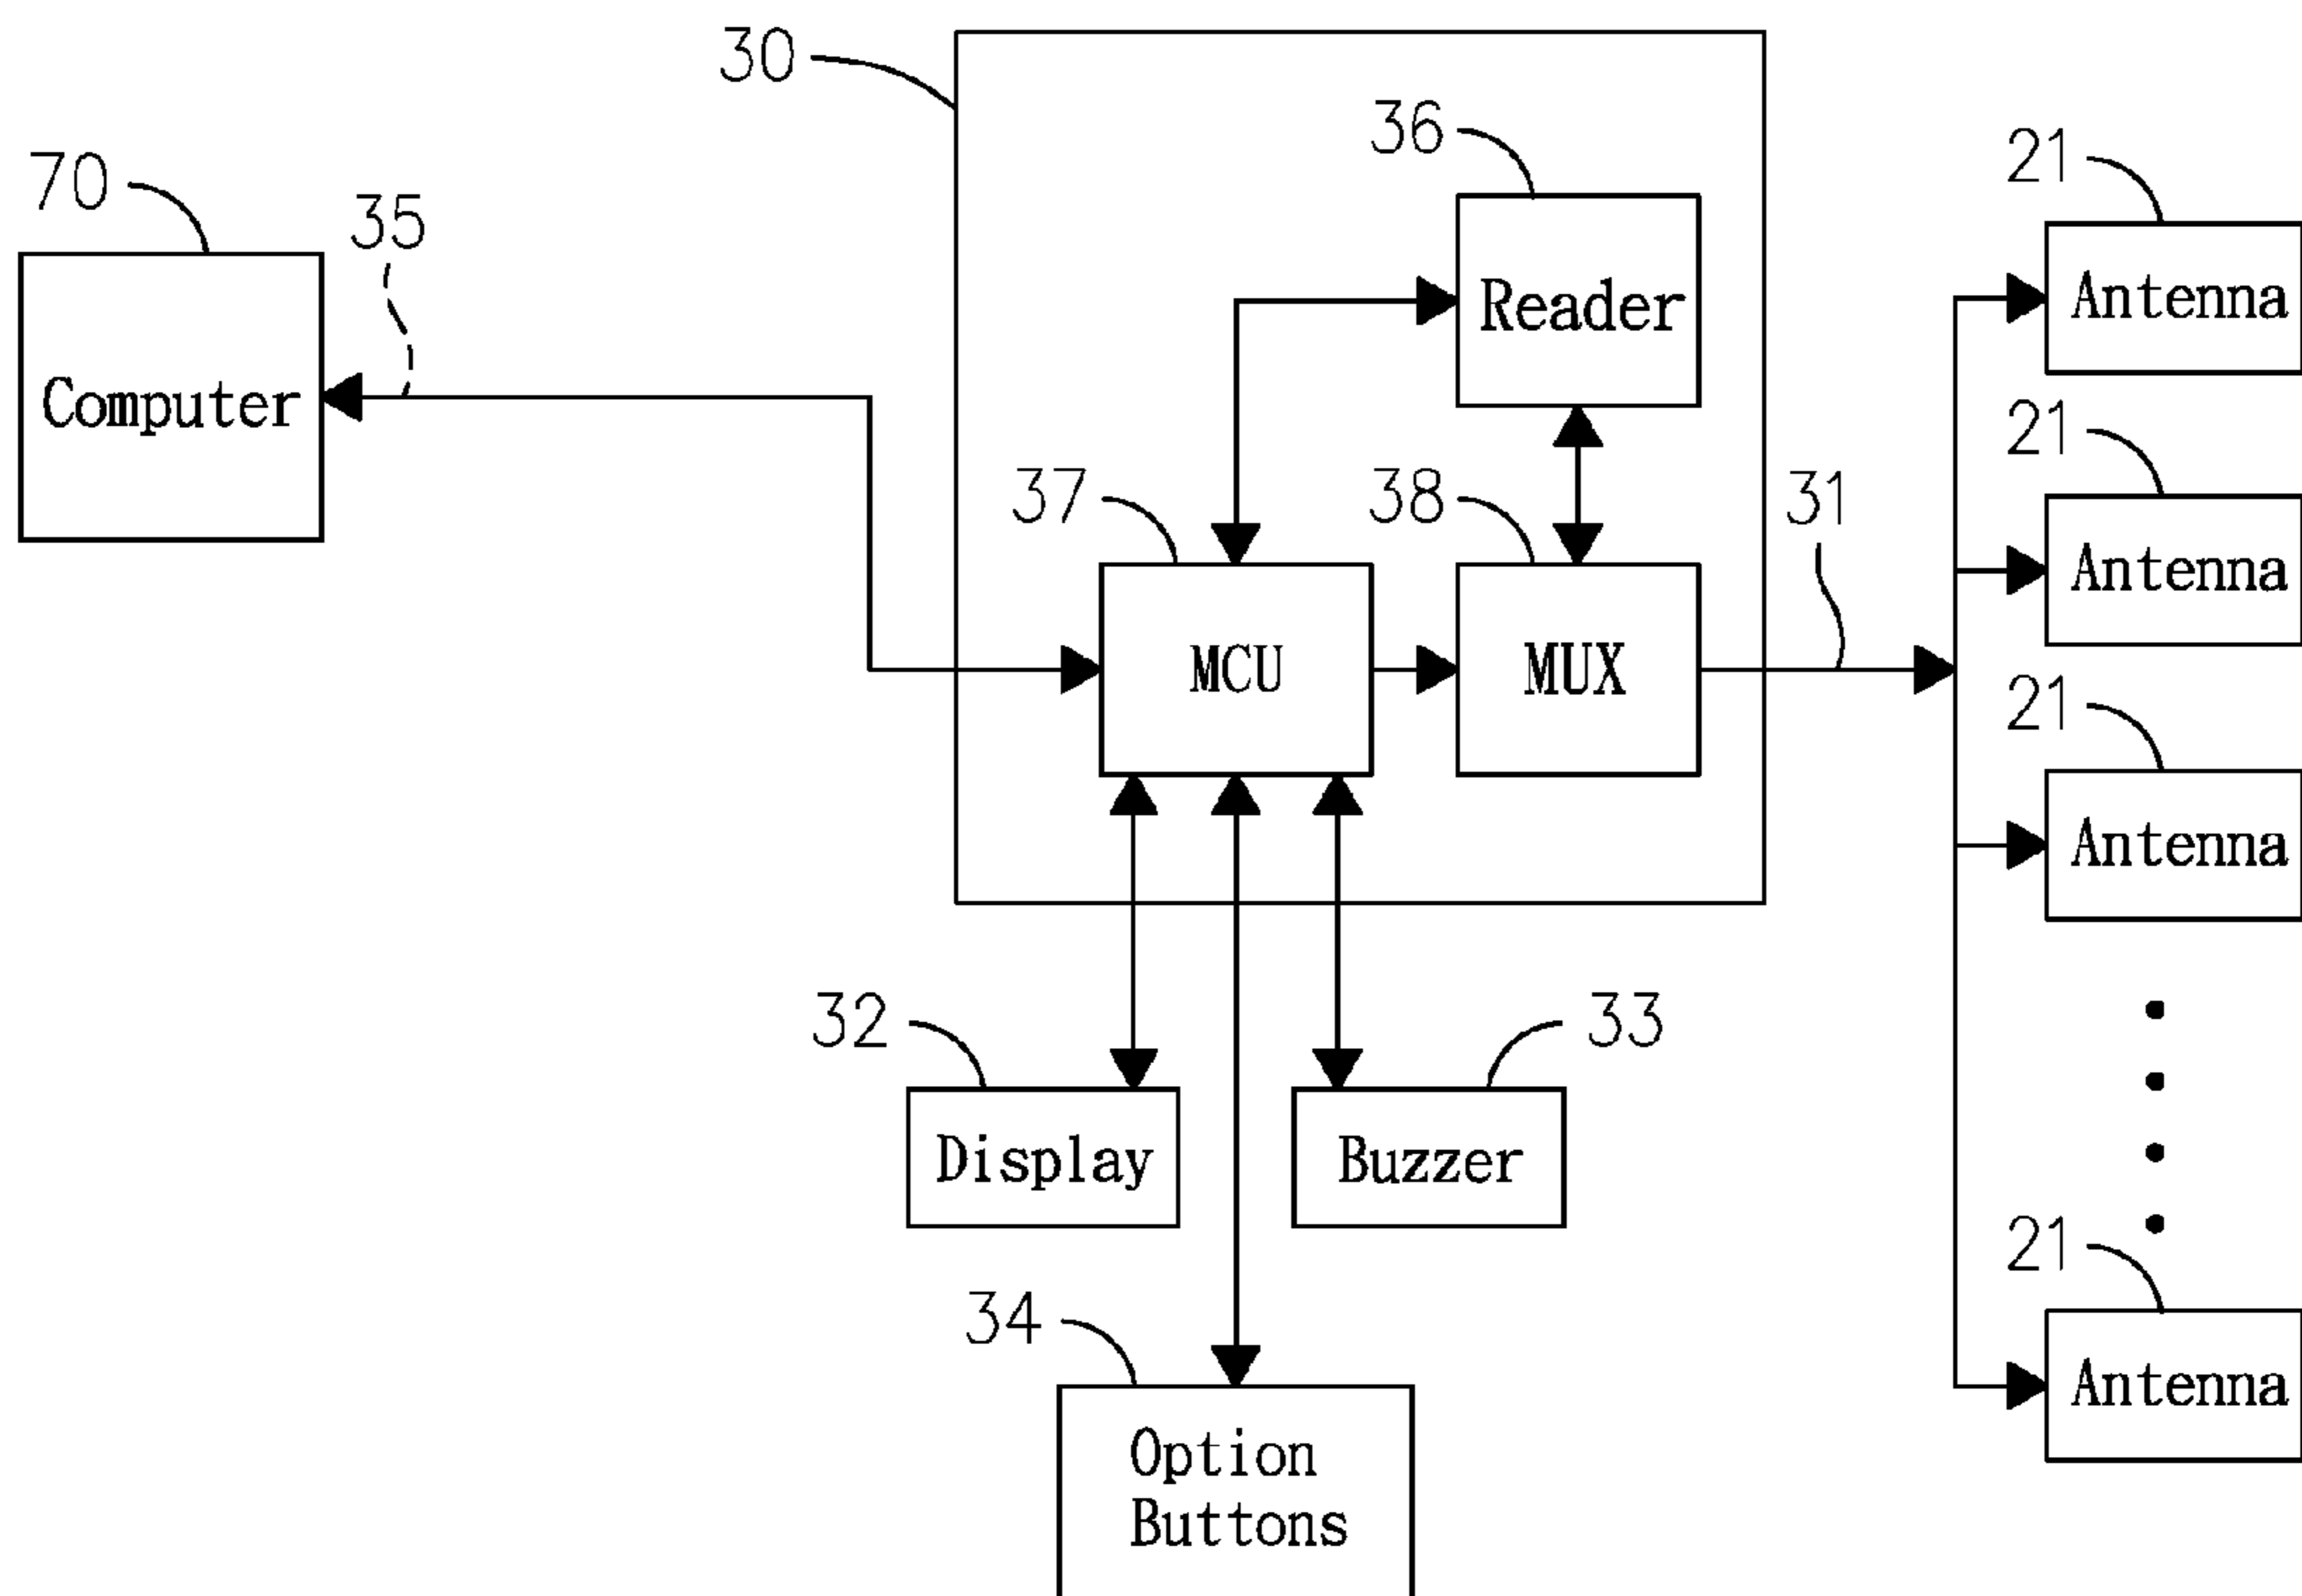 30
36
21
70
35
Antenna
Reader
Computer
21
37
38
31
Antenna
MCU
MUX
21
Antenna
32
33
Display
Buzzer
21
34
Antenna
Option
Buttons